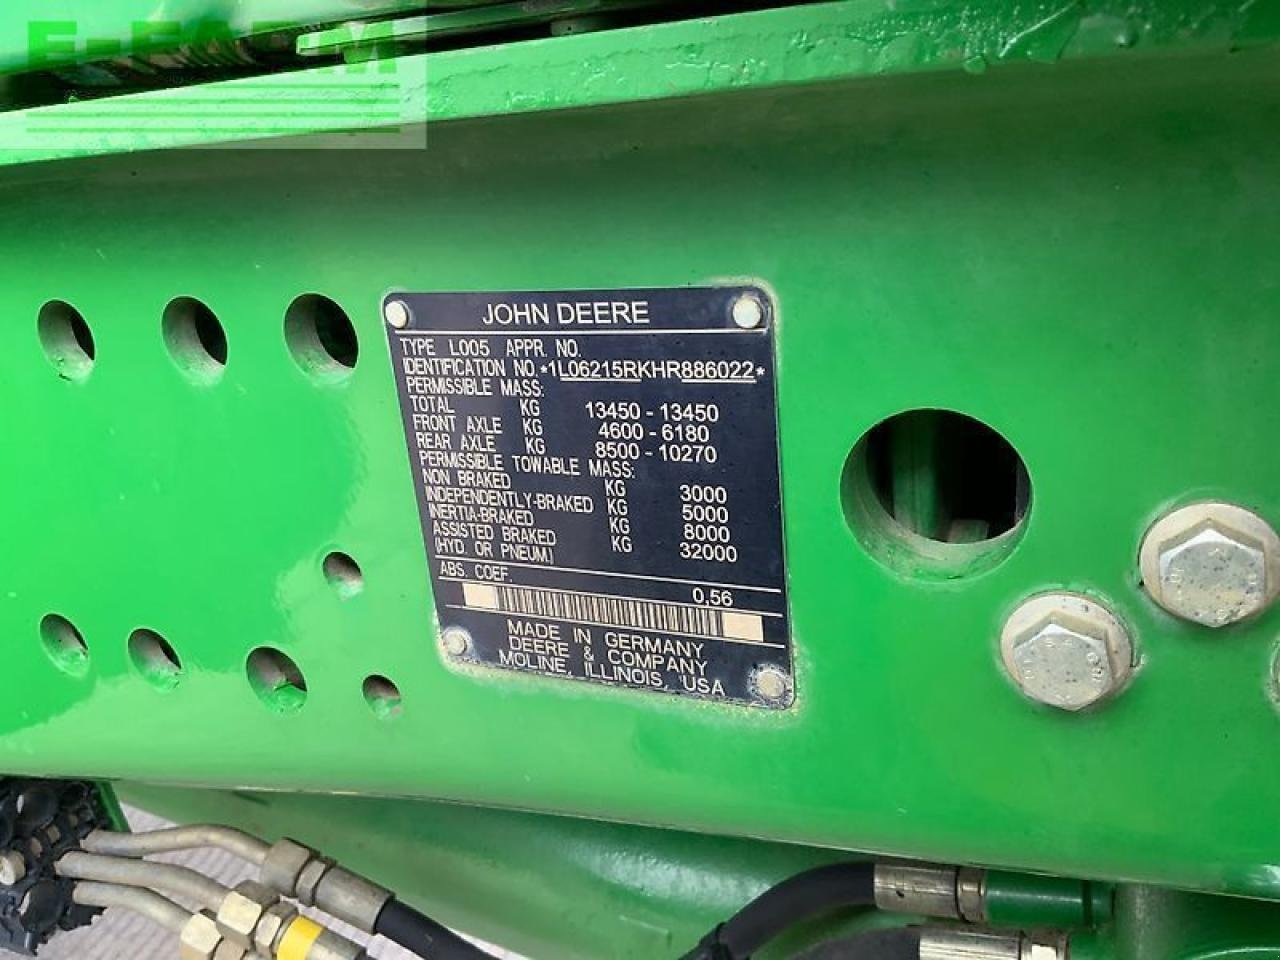 E-FARM
JOHN DEERE
TYPE L005 APPR. NO.
IDENTIFICATION NO.*1L06215RKHR886022*
PERMISSIBLE MASS:
TOTAL KG 13450 - 13450
FRONT AXLE KG 4600 - 6180
REAR AXLE KG 8500 - 10270
PERMISSIBLE TOWABLE MASS:
NON BRAKED KG 3000
INDEPENDENTLY-BRAKED KG 5000
INERTIA-BRAKED KG 8000
ASSISTED BRAKED KG 32000
(HYD. OR PNEUM.)
ABS. COEF. 0,56
MADE IN GERMANY
DEERE & COMPANY
MOLINE, ILLINOIS, USA